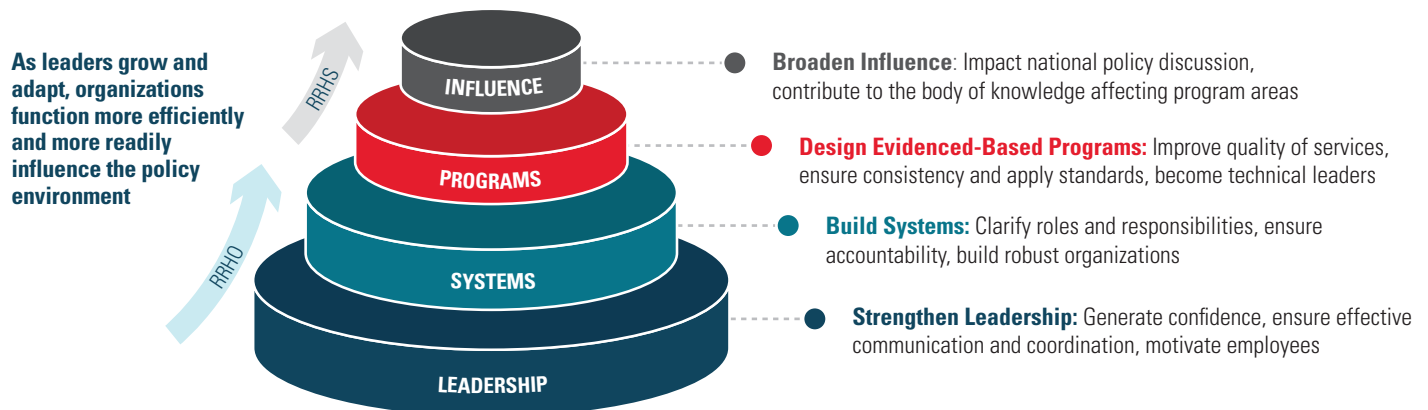 As leaders grow and
adapt, organizations
function more efficiently
and more readily
influence the policy
environment
RRHS
RRHO
INFLUENCE
PROGRAMS
SYSTEMS
LEADERSHIP
Broaden Influence: Impact national policy discussion,
contribute to the body of knowledge affecting program areas
Design Evidenced-Based Programs: Improve quality of services,
ensure consistency and apply standards, become technical leaders
Build Systems: Clarify roles and responsibilities, ensure
accountability, build robust organizations
Strengthen Leadership: Generate confidence, ensure effective
communication and coordination, motivate employees